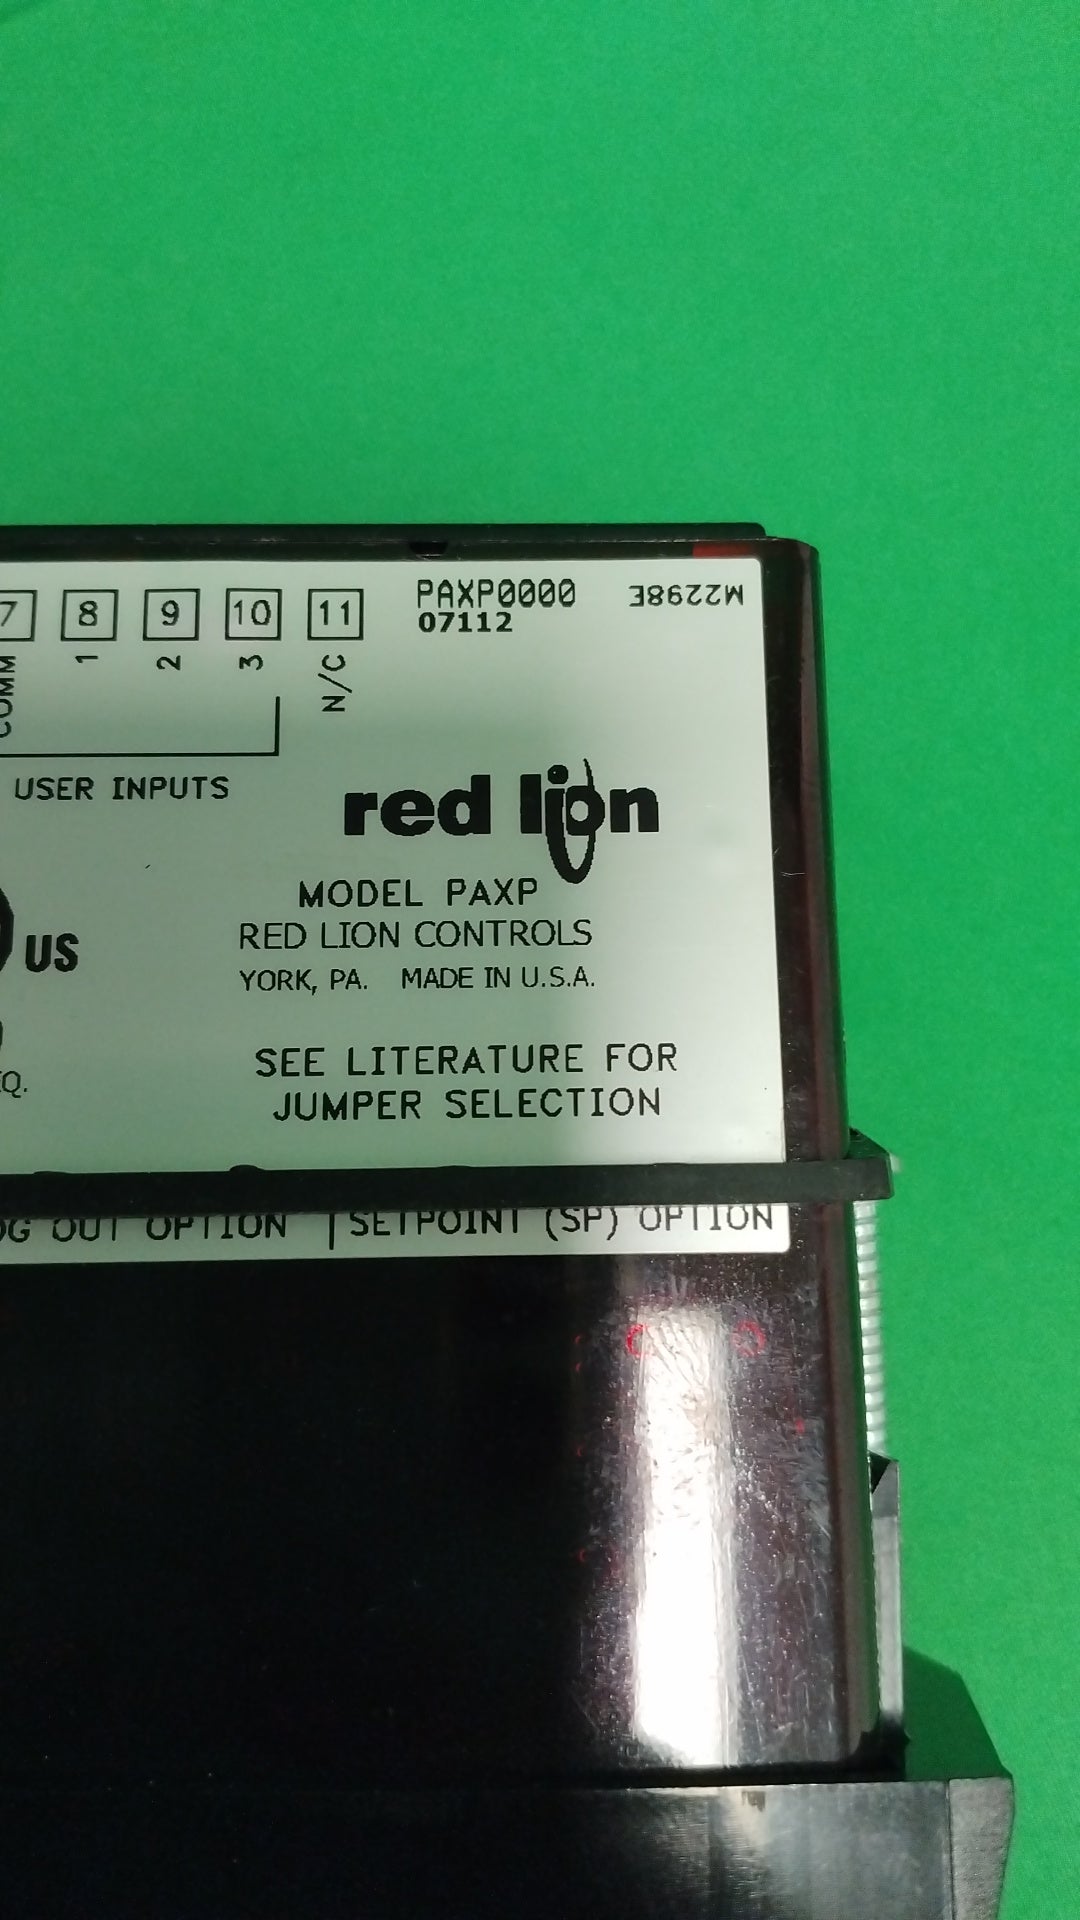 7 8 9 10 11
PAXP0000
07112
M2298E
COMM 1 2 3 N/C
USER INPUTS
red lion
US
MODEL PAXP
RED LION CONTROLS
YORK, PA. MADE IN U.S.A.
Q.
SEE LITERATURE FOR
JUMPER SELECTION
OG OUT OPTION | SETPOINT (SP) OPTION